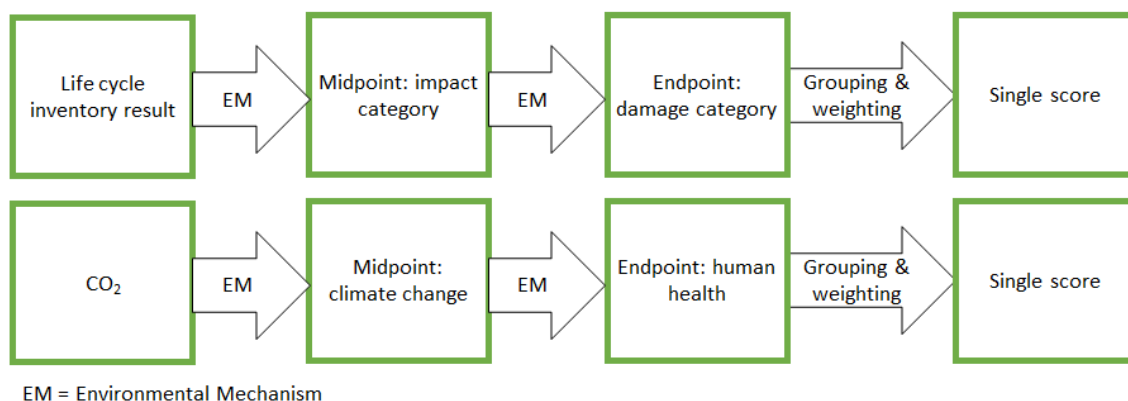 Life cycle
inventory result
EM
Midpoint: impact
category
EM
Endpoint:
damage category
Grouping &
weighting
Single score
CO₂
EM
Midpoint:
climate change
EM
Endpoint: human
health
Grouping &
weighting
Single score
EM = Environmental Mechanism